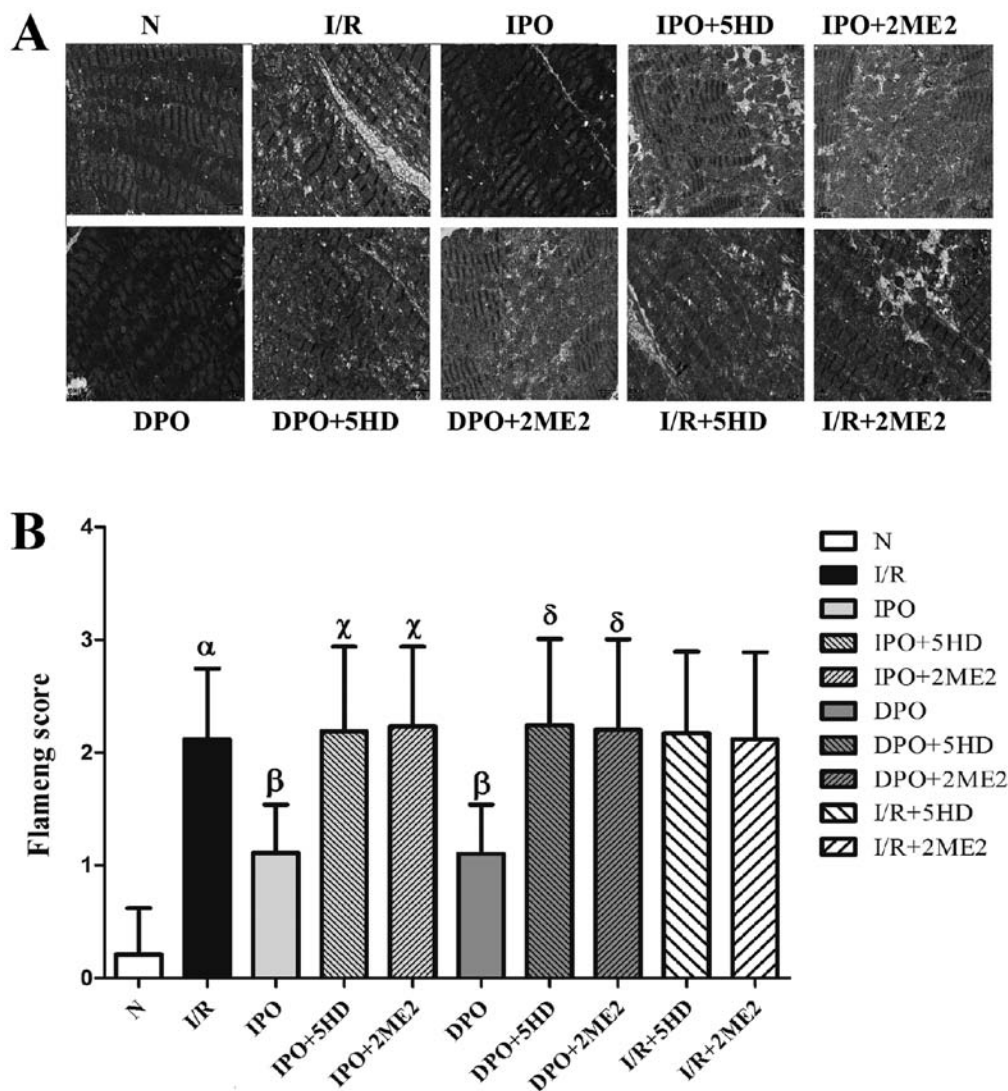 A
N I/R IPO IPO+5HD IPO+2ME2
DPO DPO+5HD DPO+2ME2 I/R+5HD I/R+2ME2
B
Flameng score
4
3
2
1
0
α
β
χ
χ
β
δ
δ
N
I/R
IPO
IPO+5HD
IPO+2ME2
DPO
DPO+5HD
DPO+2ME2
I/R+5HD
I/R+2ME2
N
I/R
IPO
IPO+5HD
IPO+2ME2
DPO
DPO+5HD
DPO+2ME2
I/R+5HD
I/R+2ME2